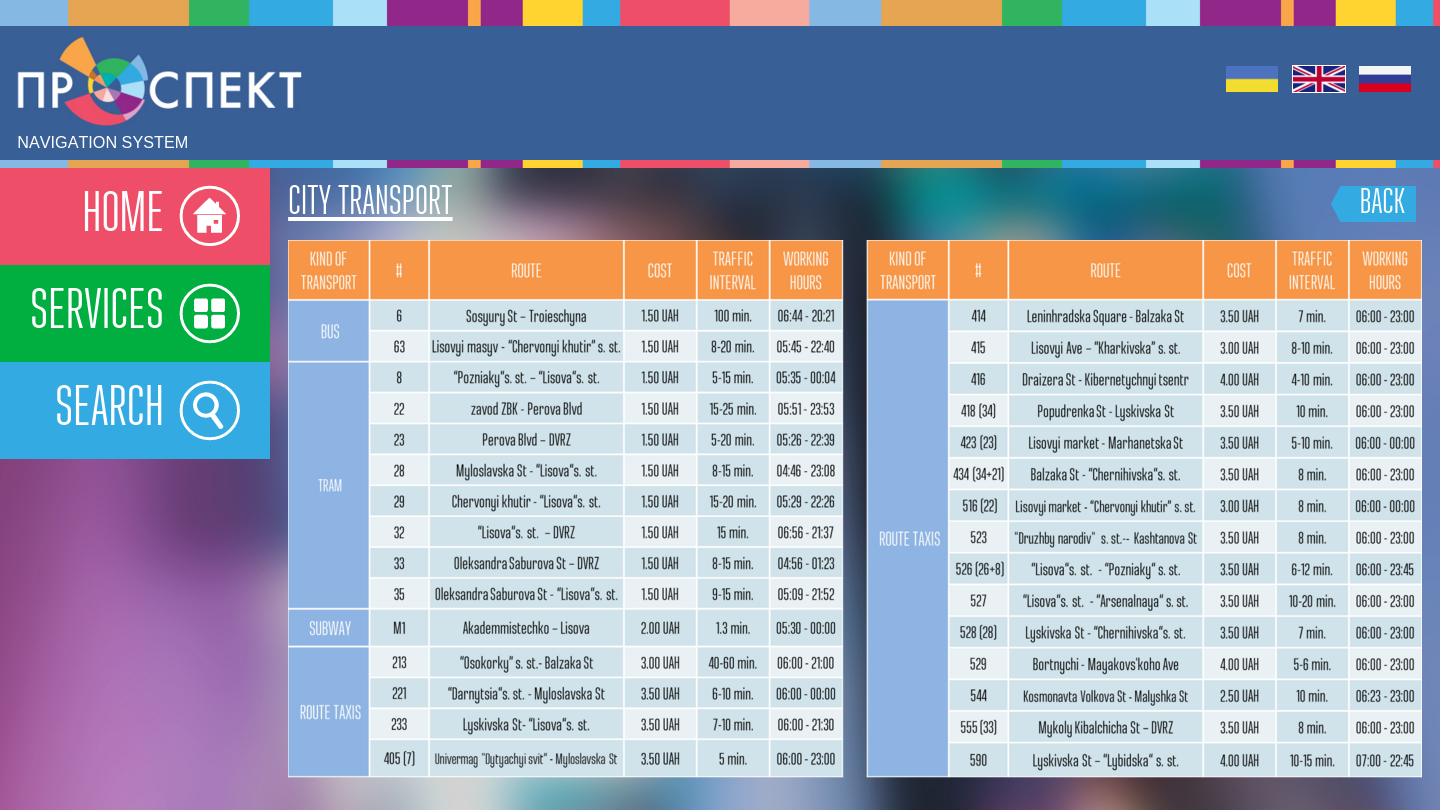 ПРОСПЕКТ
NAVIGATION SYSTEM
HOME
SERVICES
SEARCH
CITY TRANSPORT
BACK
KIND OF TRANSPORT # ROUTE COST TRAFFIC INTERVAL WORKING HOURS
BUS
6 Sosyury St – Troieschyna 1.50 UAH 100 min. 06:44 - 20:21
63 Lisovyi masyv - "Chervonyi khutir" s. st. 1.50 UAH 8-20 min. 05:45 - 22:40
TRAM
8 "Pozniaky"s. st. – "Lisova"s. st. 1.50 UAH 5-15 min. 05:35 - 00:04
22 zavod ZBK - Perova Blvd 1.50 UAH 15-25 min. 05:51 - 23:53
23 Perova Blvd – DVRZ 1.50 UAH 5-20 min. 05:26 - 22:39
28 Myloslavska St - "Lisova"s. st. 1.50 UAH 8-15 min. 04:46 - 23:08
29 Chervonyi khutir - "Lisova"s. st. 1.50 UAH 15-20 min. 05:29 - 22:26
32 "Lisova"s. st. – DVRZ 1.50 UAH 15 min. 06:56 - 21:37
33 Oleksandra Saburova St – DVRZ 1.50 UAH 8-15 min. 04:56 - 01:23
35 Oleksandra Saburova St - "Lisova"s. st. 1.50 UAH 9-15 min. 05:09 - 21:52
SUBWAY
M1 Akademmistechko – Lisova 2.00 UAH 1.3 min. 05:30 - 00:00
ROUTE TAXIS
213 "Osokorky" s. st.- Balzaka St 3.00 UAH 40-60 min. 06:00 - 21:00
221 "Darnytsia"s. st. - Myloslavska St 3.50 UAH 6-10 min. 06:00 - 00:00
233 Lyskivska St- "Lisova"s. st. 3.50 UAH 7-10 min. 06:00 - 21:30
405 (7) Univermag "Dytyachyi svit" - Myloslavska St 3.50 UAH 5 min. 06:00 - 23:00
KIND OF TRANSPORT # ROUTE COST TRAFFIC INTERVAL WORKING HOURS
ROUTE TAXIS
414 Leninhradska Square - Balzaka St 3.50 UAH 7 min. 06:00 - 23:00
415 Lisovyi Ave – "Kharkivska" s. st. 3.00 UAH 8-10 min. 06:00 - 23:00
416 Draizera St - Kibernetychnyi tsentr 4.00 UAH 4-10 min. 06:00 - 23:00
418 (34) Popudrenka St - Lyskivska St 3.50 UAH 10 min. 06:00 - 23:00
423 (23) Lisovyi market - Marhanetska St 3.50 UAH 5-10 min. 06:00 - 00:00
434 (34+21) Balzaka St - "Chernihivska"s. st. 3.50 UAH 8 min. 06:00 - 23:00
516 (22) Lisovyi market - "Chervonyi khutir" s. st. 3.00 UAH 8 min. 06:00 - 00:00
523 "Druzhby narodiv" s. st.-- Kashtanova St 3.50 UAH 8 min. 06:00 - 23:00
526 (26+8) "Lisova"s. st. - "Pozniaky" s. st. 3.50 UAH 6-12 min. 06:00 - 23:45
527 "Lisova"s. st. - "Arsenalnaya" s. st. 3.50 UAH 10-20 min. 06:00 - 23:00
528 (28) Lyskivska St - "Chernihivska"s. st. 3.50 UAH 7 min. 06:00 - 23:00
529 Bortnychi - Mayakovs'koho Ave 4.00 UAH 5-6 min. 06:00 - 23:00
544 Kosmonavta Volkova St - Malyshka St 2.50 UAH 10 min. 06:23 - 23:00
555 (33) Mykoly Kibalchicha St – DVRZ 3.50 UAH 8 min. 06:00 - 23:00
590 Lyskivska St – "Lybidska" s. st. 4.00 UAH 10-15 min. 07:00 - 22:45